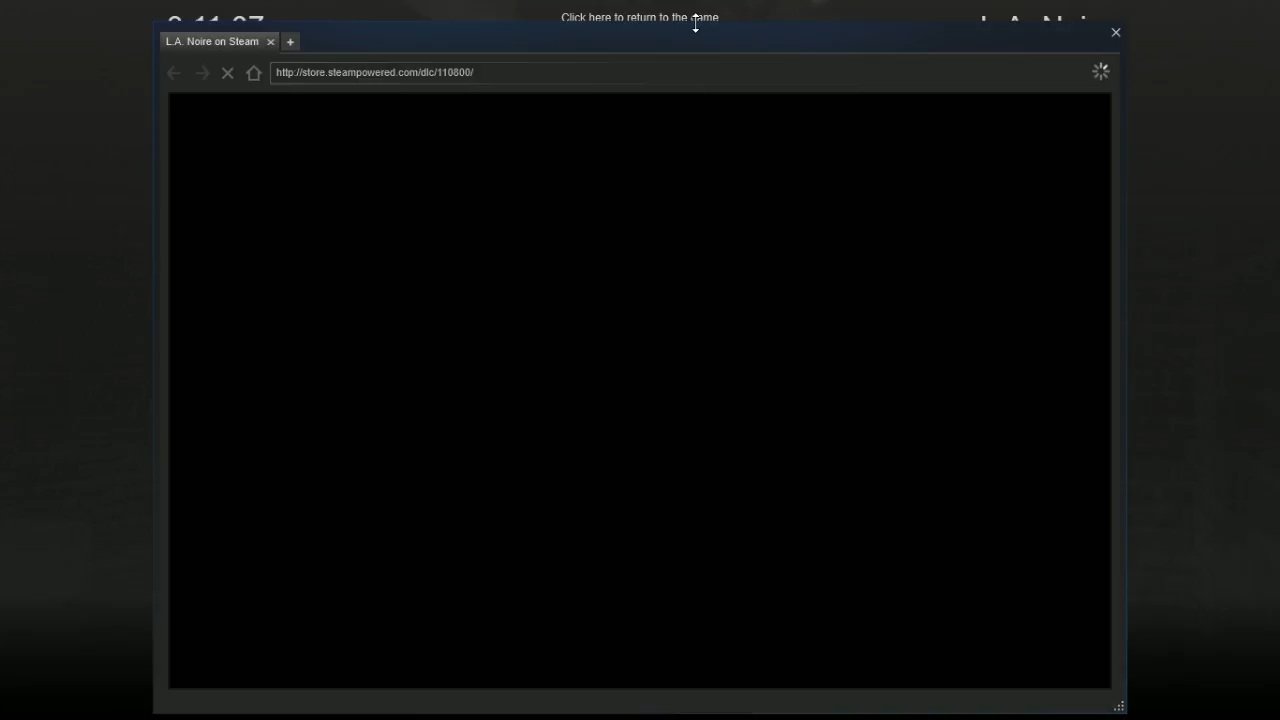 Click here to return to the game
L.A. Noire on Steam
http://store.steampowered.com/dlc/110800/